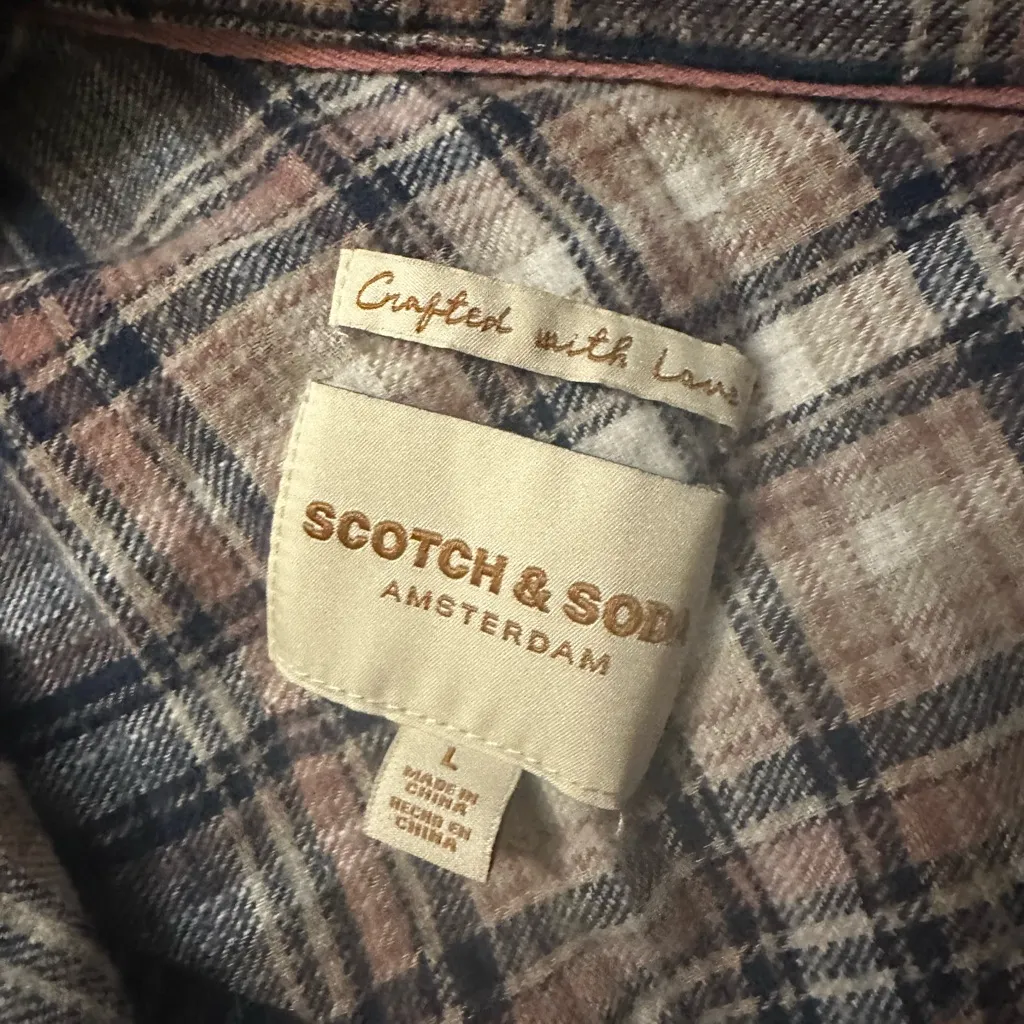 Crafted with Love
SCOTCH & SODA
AMSTERDAM
L
MADE IN
CHINA
HECHO EN
CHINA